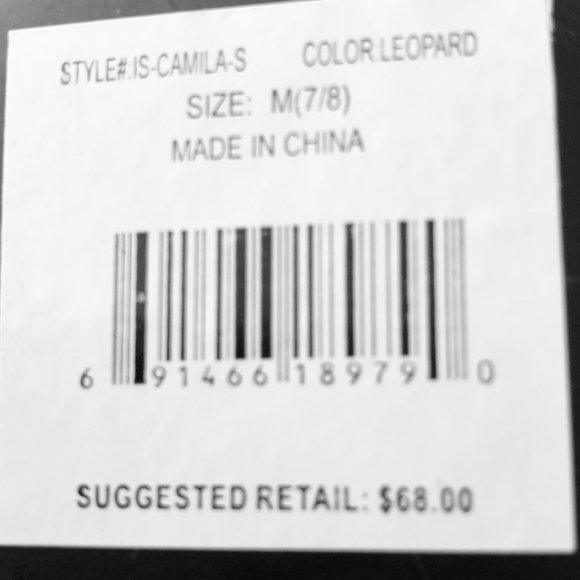 STYLE#.IS-CAMILA-S COLOR:LEOPARD
SIZE: M(7/8)
MADE IN CHINA
6 91466 18979 0
SUGGESTED RETAIL: $68.00